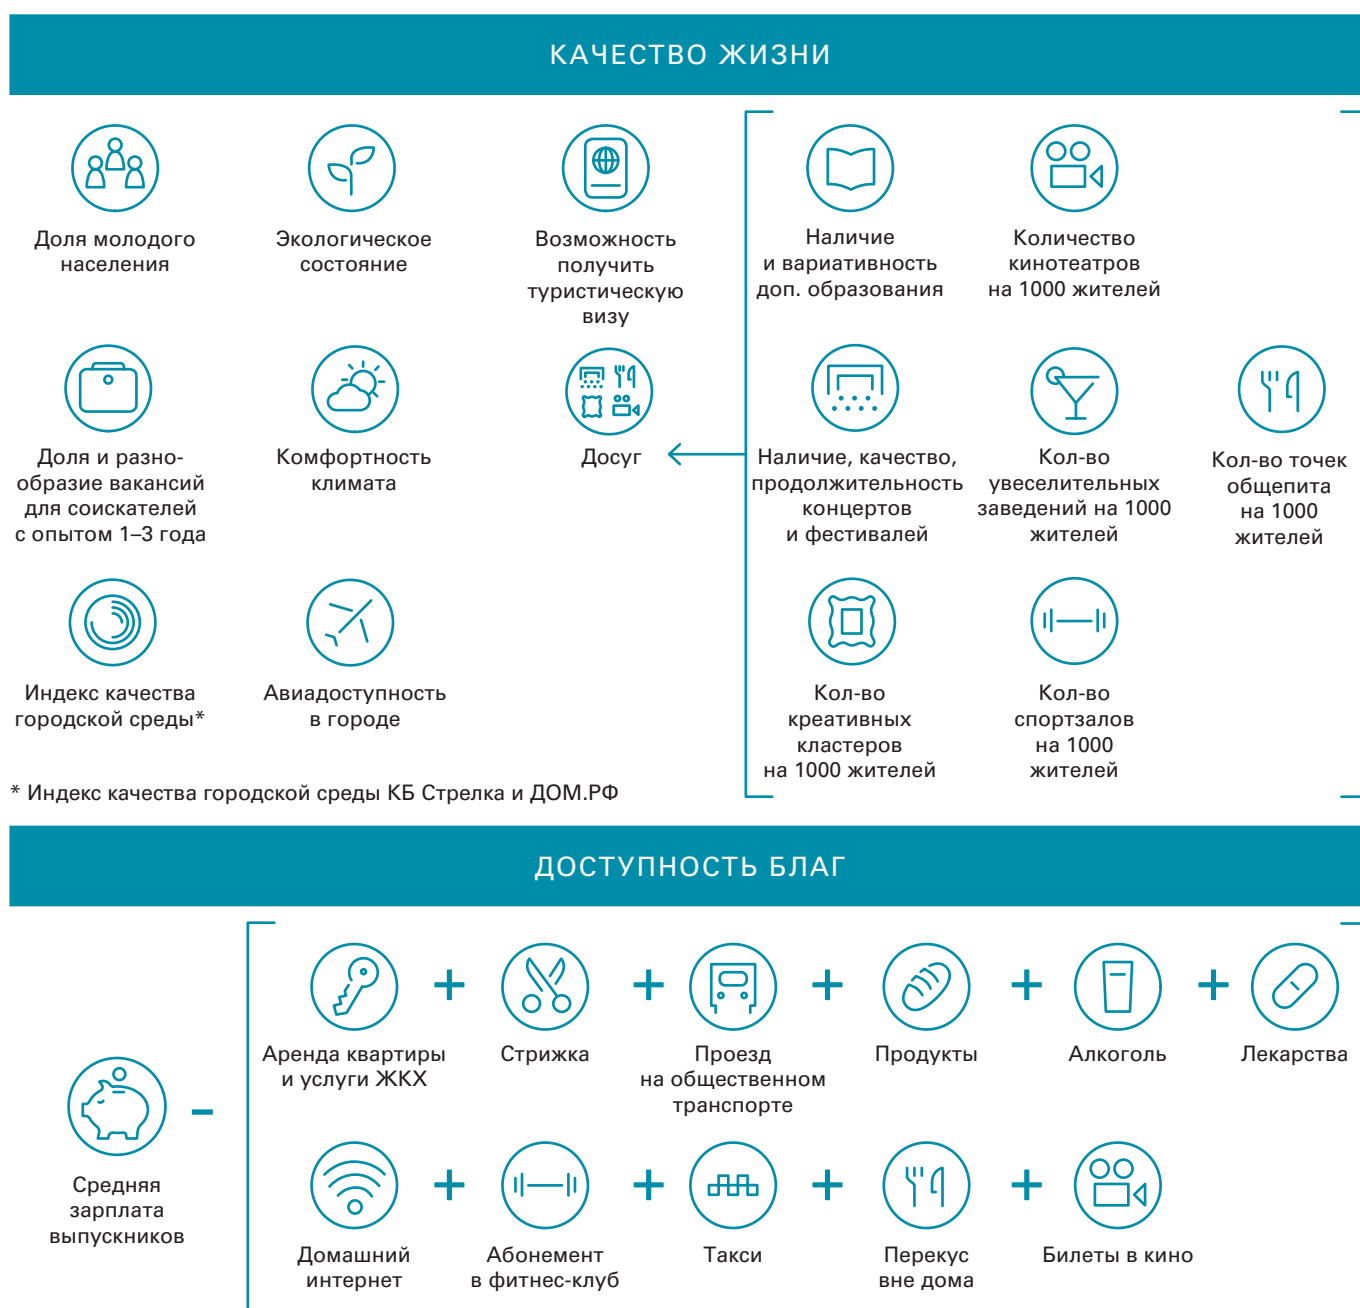 КАЧЕСТВО ЖИЗНИ
Доля молодого
населения
Экологическое
состояние
Возможность
получить
туристическую
визу
Наличие
и вариативность
доп. образования
Количество
кинотеатров
на 1000 жителей
Доля и разно-
образие вакансий
для соискателей
с опытом 1–3 года
Комфортность
климата
Досуг
Наличие, качество,
продолжительность
концертов
и фестивалей
Кол-во
увеселительных
заведений на 1000
жителей
Кол-во точек
общепита
на 1000
жителей
Индекс качества
городской среды*
Авиадоступность
в городе
Кол-во
креативных
кластеров
на 1000 жителей
Кол-во
спортзалов
на 1000
жителей
* Индекс качества городской среды КБ Стрелка и ДОМ.РФ
ДОСТУПНОСТЬ БЛАГ
Средняя
зарплата
выпускников
Аренда квартиры
и услуги ЖКХ
Стрижка
Проезд
на общественном
транспорте
Продукты
Алкоголь
Лекарства
Домашний
интернет
Абонемент
в фитнес-клуб
Такси
Перекус
вне дома
Билеты в кино